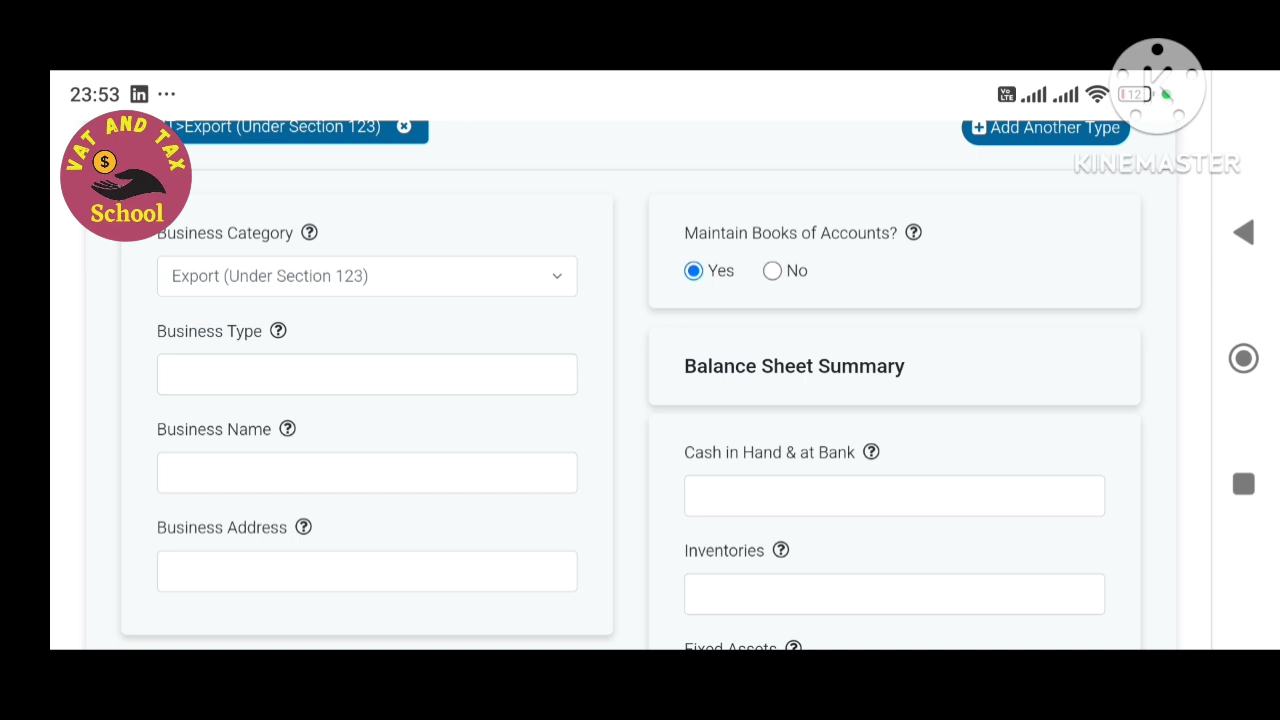 23:53
VoLTE
12
KINEMASTER
VAT AND TAX
$
School
>Export (Under Section 123)
Add Another Type
Business Category
Export (Under Section 123)
Business Type
Business Name
Business Address
Maintain Books of Accounts?
Yes No
Balance Sheet Summary
Cash in Hand & at Bank
Inventories
Fixed Assets